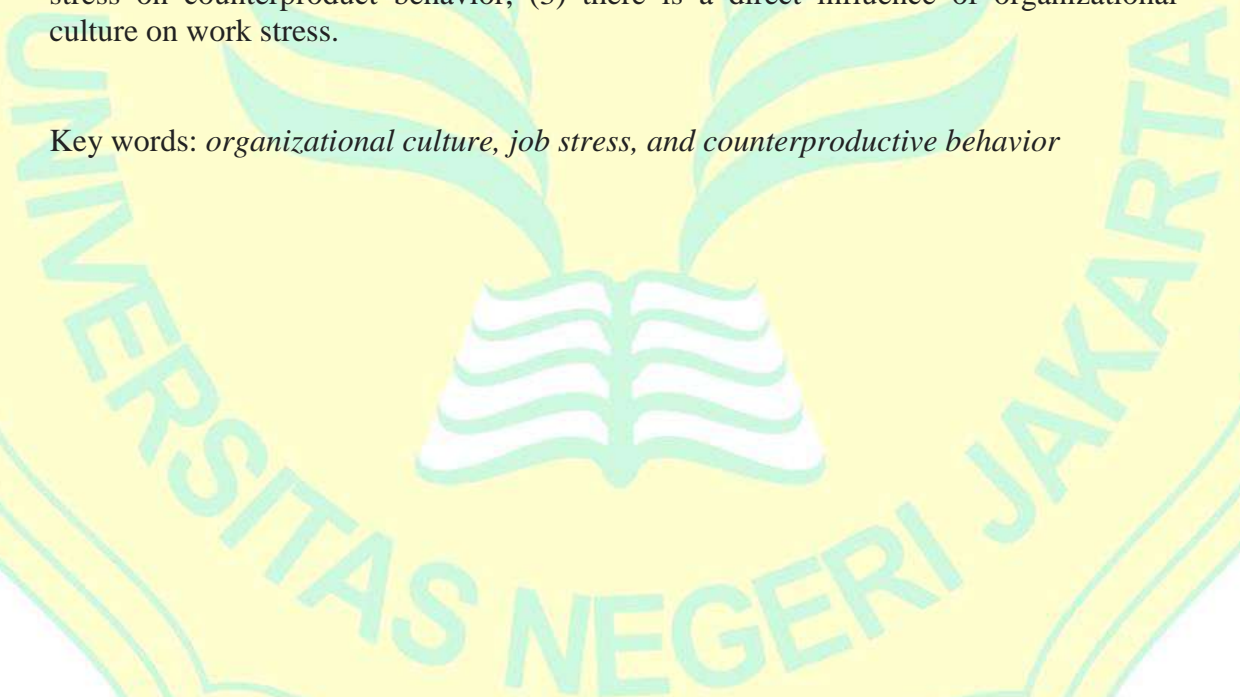 stress on counterproduct behavior, (3) there is a direct influence of organizational
culture on work stress.
Key words: organizational culture, job stress, and counterproductive behavior
UNIVERSITAS NEGERI JAKARTA